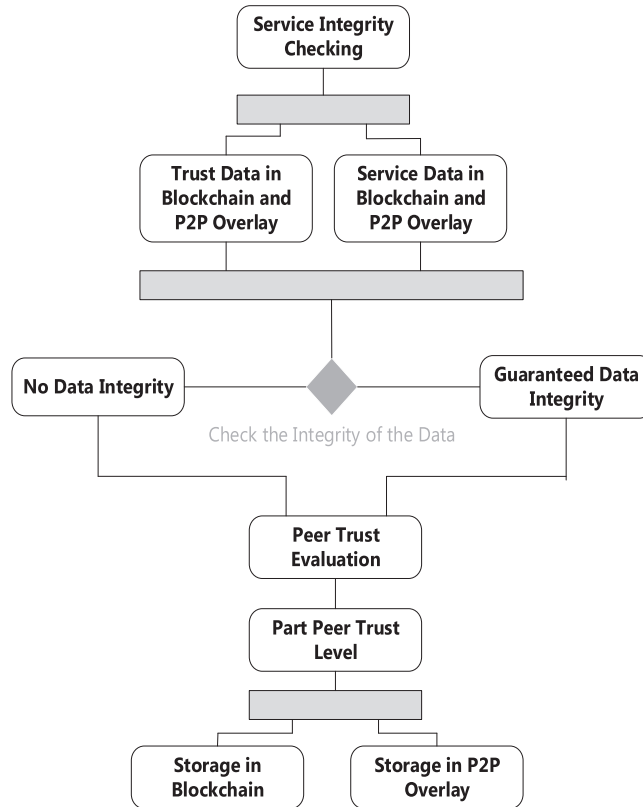 Service Integrity
Checking
Trust Data in
Blockchain and
P2P Overlay
Service Data in
Blockchain and
P2P Overlay
No Data Integrity
Guaranteed Data
Integrity
Check the Integrity of the Data
Peer Trust
Evaluation
Part Peer Trust
Level
Storage in
Blockchain
Storage in P2P
Overlay